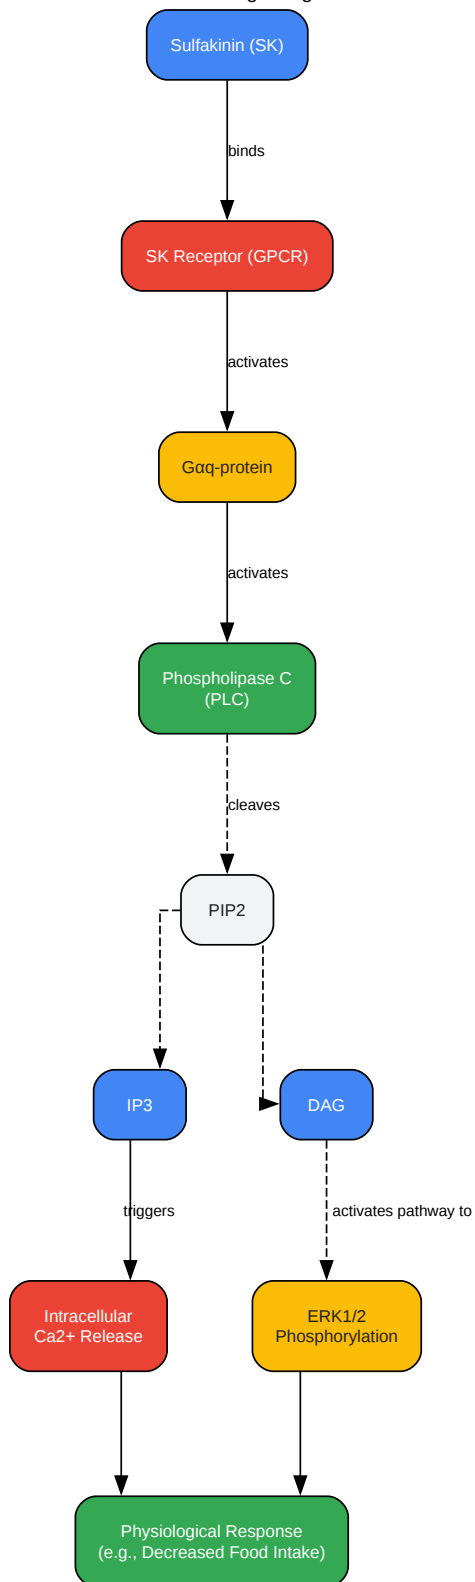 Sulfakinin (SK)
binds
SK Receptor (GPCR)
activates
Gαq-protein
activates
Phospholipase C
(PLC)
cleaves
PIP2
IP3
DAG
triggers
activates pathway to
Intracellular
Ca2+ Release
ERK1/2
Phosphorylation
Physiological Response
(e.g., Decreased Food Intake)